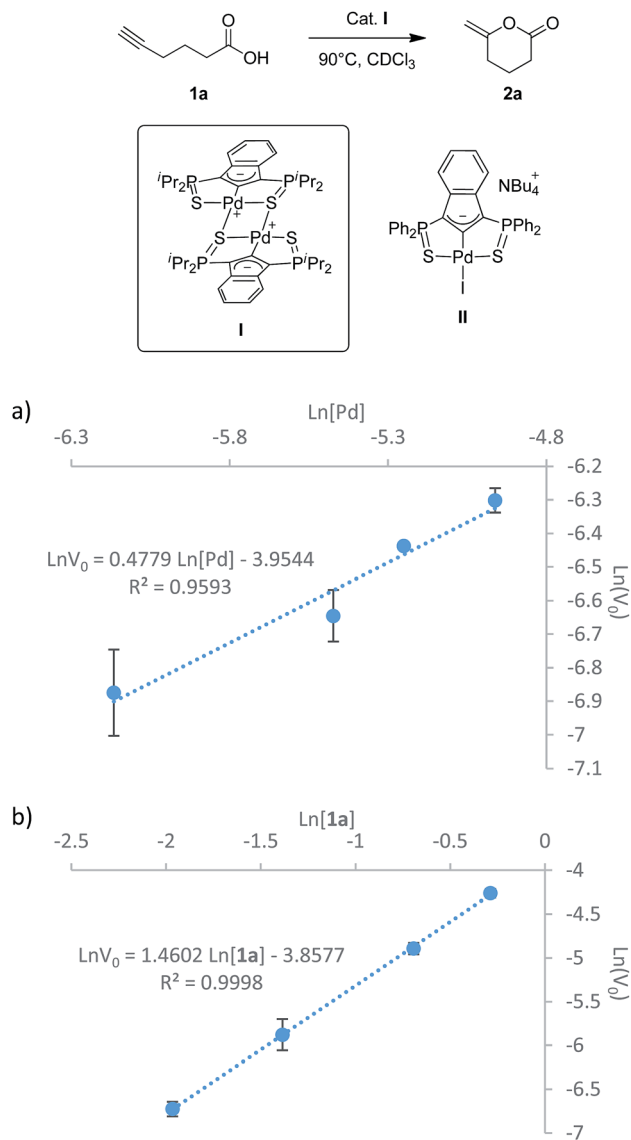 O
OH
1a
Cat. I
90°C, CDCl3
O
O
2a
iPr2P
PiPr2
S
Pd
+
S
S
Pd
+
S
iPr2P
PiPr2
I
NBu4+
Ph2P
PPh2
S
Pd
S
I
II
a)
Ln[Pd]
-6.3
-5.8
-5.3
-4.8
-6.2
-6.3
-6.4
-6.5
-6.6
-6.7
-6.8
-6.9
-7
-7.1
Ln(V0)
LnV0 = 0.4779 Ln[Pd] - 3.9544
R² = 0.9593
b)
Ln[1a]
-2.5
-2
-1.5
-1
-0.5
0
-4
-4.5
-5
-5.5
-6
-6.5
-7
Ln(V0)
LnV0 = 1.4602 Ln[1a] - 3.8577
R² = 0.9998